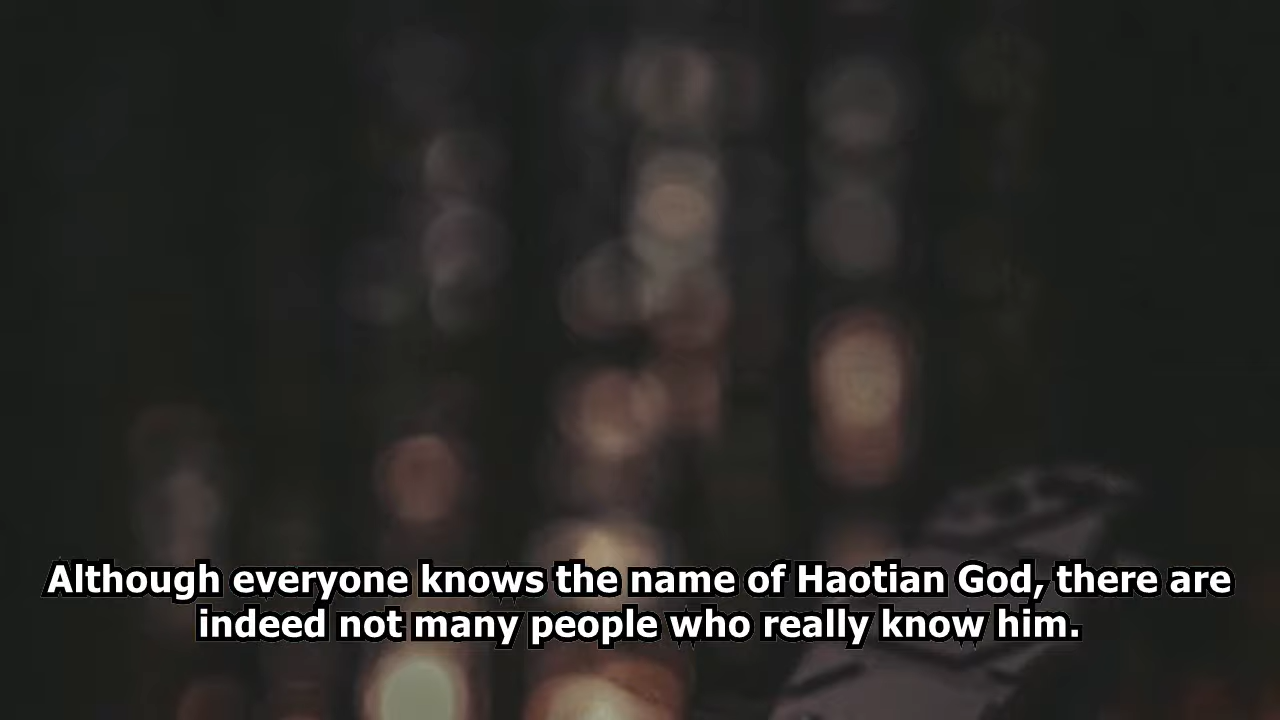 Although everyone knows the name of Haotian God, there are
indeed not many people who really know him.